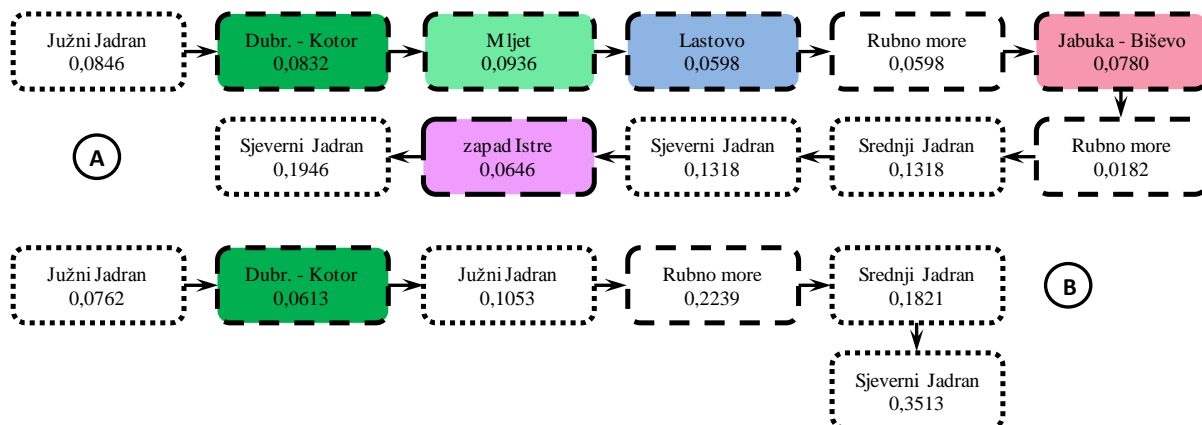 Južni Jadran
0,0846
Dubr. - Kotor
0,0832
Mljet
0,0936
Lastovo
0,0598
Rubno more
0,0598
Jabuka - Biševo
0,0780
A
Sjeverni Jadran
0,1946
zapad Istre
0,0646
Sjeverni Jadran
0,1318
Srednji Jadran
0,1318
Rubno more
0,0182
Južni Jadran
0,0762
Dubr. - Kotor
0,0613
Južni Jadran
0,1053
Rubno more
0,2239
Srednji Jadran
0,1821
B
Sjeverni Jadran
0,3513